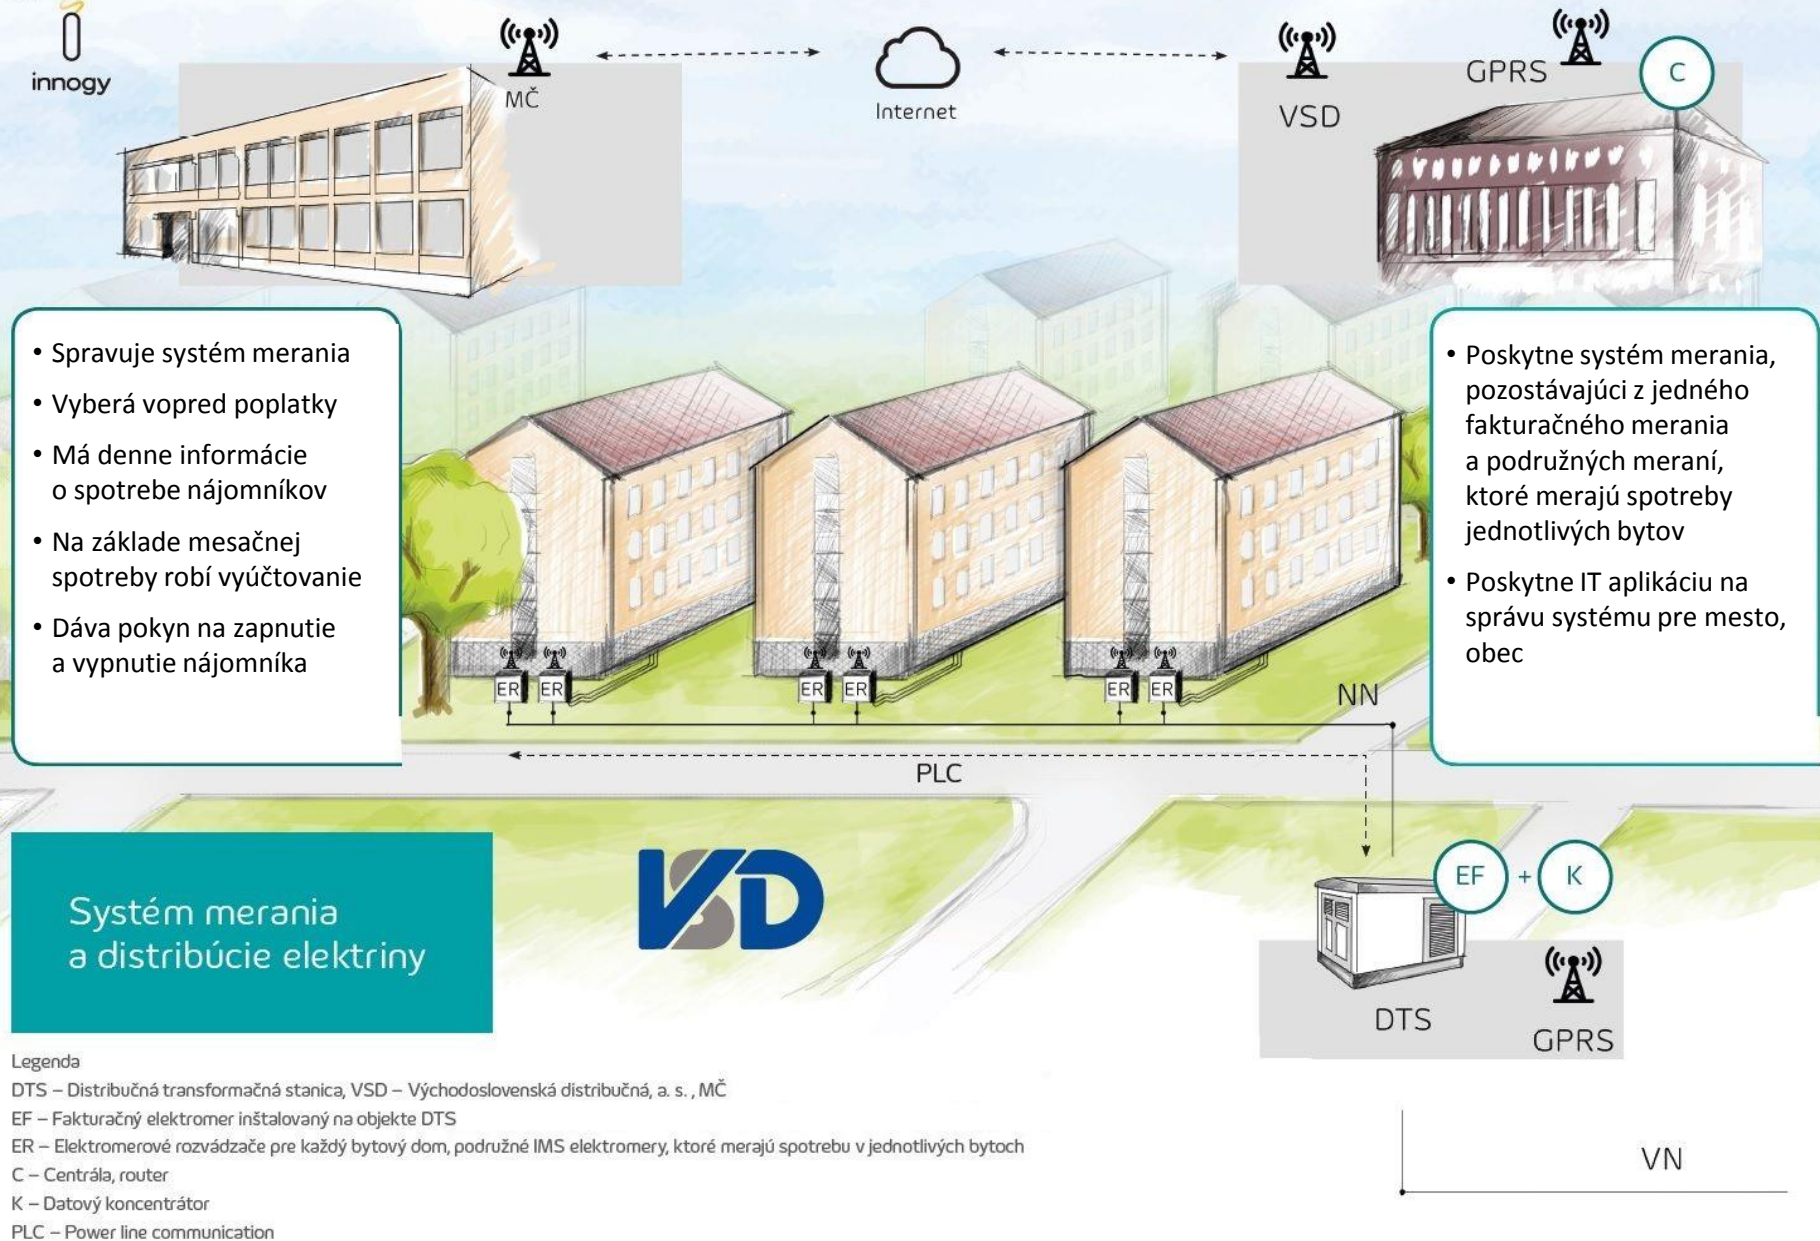 innogy
MČ
Internet
VSD
GPRS
C
• Spravuje systém merania
• Vyberá vopred poplatky
• Má denne informácie
o spotrebe nájomníkov
• Na základe mesačnej
spotreby robí vyúčtovanie
• Dáva pokyn na zapnutie
a vypnutie nájomníka
• Poskytne systém merania,
pozostávajúci z jedného
fakturačného merania
a podružných meraní,
ktoré merajú spotreby
jednotlivých bytov
• Poskytne IT aplikáciu na
správu systému pre mesto,
obec
ER ER
ER ER
ER ER
NN
PLC
EF + K
Systém merania
a distribúcie elektriny
VSD
DTS
GPRS
Legenda
DTS – Distribučná transformačná stanica, VSD – Východoslovenská distribučná, a. s. , MČ
EF – Fakturačný elektromer inštalovaný na objekte DTS
ER – Elektromerové rozvádzače pre každý bytový dom, podružné IMS elektromery, ktoré merajú spotrebu v jednotlivých bytoch
C – Centrála, router
K – Datový koncentrátor
PLC – Power line communication
VN